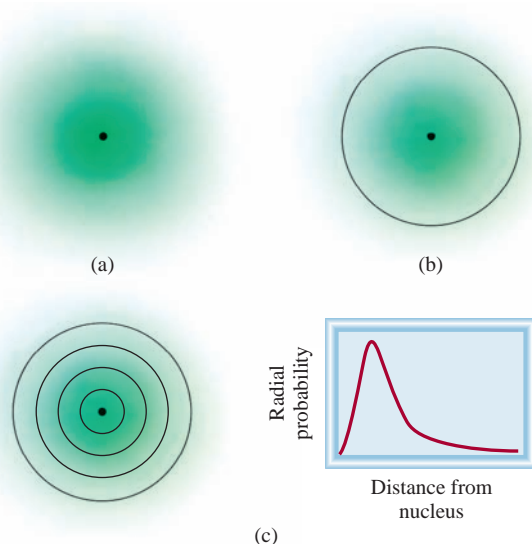 (a)
(b)
Radial
probability
Distance from
nucleus
(c)